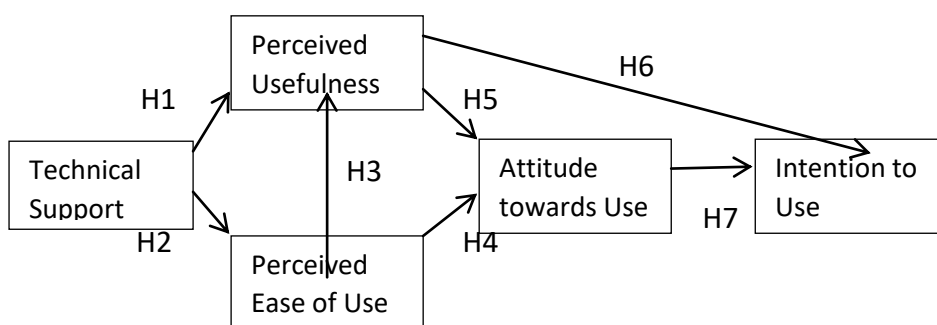 Perceived
Usefulness
H6
H1
H5
Technical
Support
H3
Attitude
towards Use
Intention to
Use
H2
H4
H7
Perceived
Ease of Use